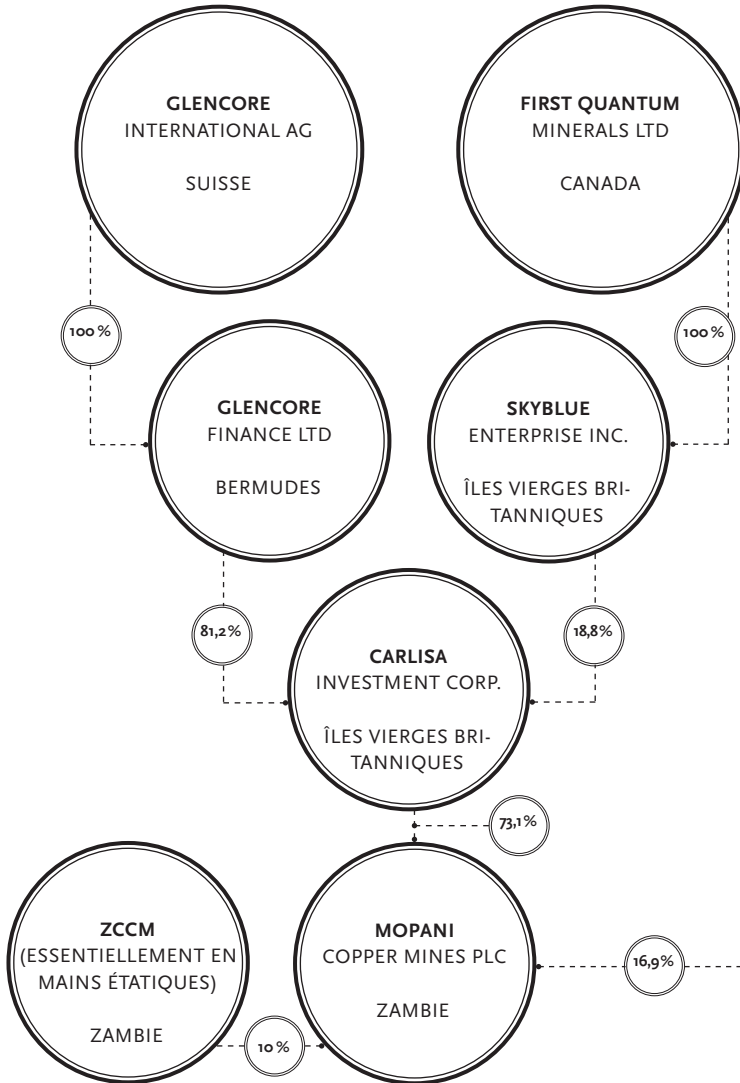 GLENCORE
INTERNATIONAL AG
SUISSE
FIRST QUANTUM
MINERALS LTD
CANADA
100 %
100 %
GLENCORE
FINANCE LTD
BERMUDES
SKYBLUE
ENTERPRISE INC.
ÎLES VIERGES BRI-
TANNIQUES
81,2 %
18,8 %
CARLISA
INVESTMENT CORP.
ÎLES VIERGES BRI-
TANNIQUES
73,1 %
ZCCM
(ESSENTIELLEMENT EN
MAINS ÉTATIQUES)
ZAMBIE
MOPANI
COPPER MINES PLC
ZAMBIE
16,9 %
10 %